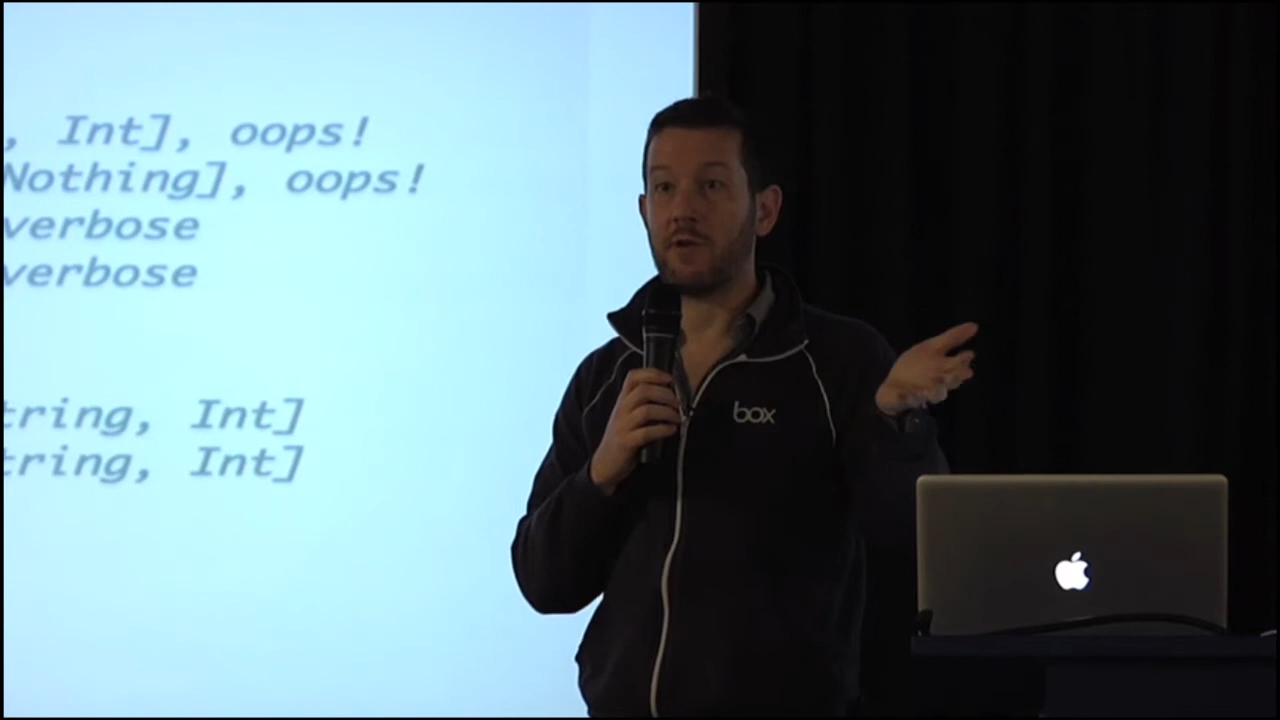 , Int], oops!
Nothing], oops!
verbose
verbose
tring, Int]
tring, Int]
box